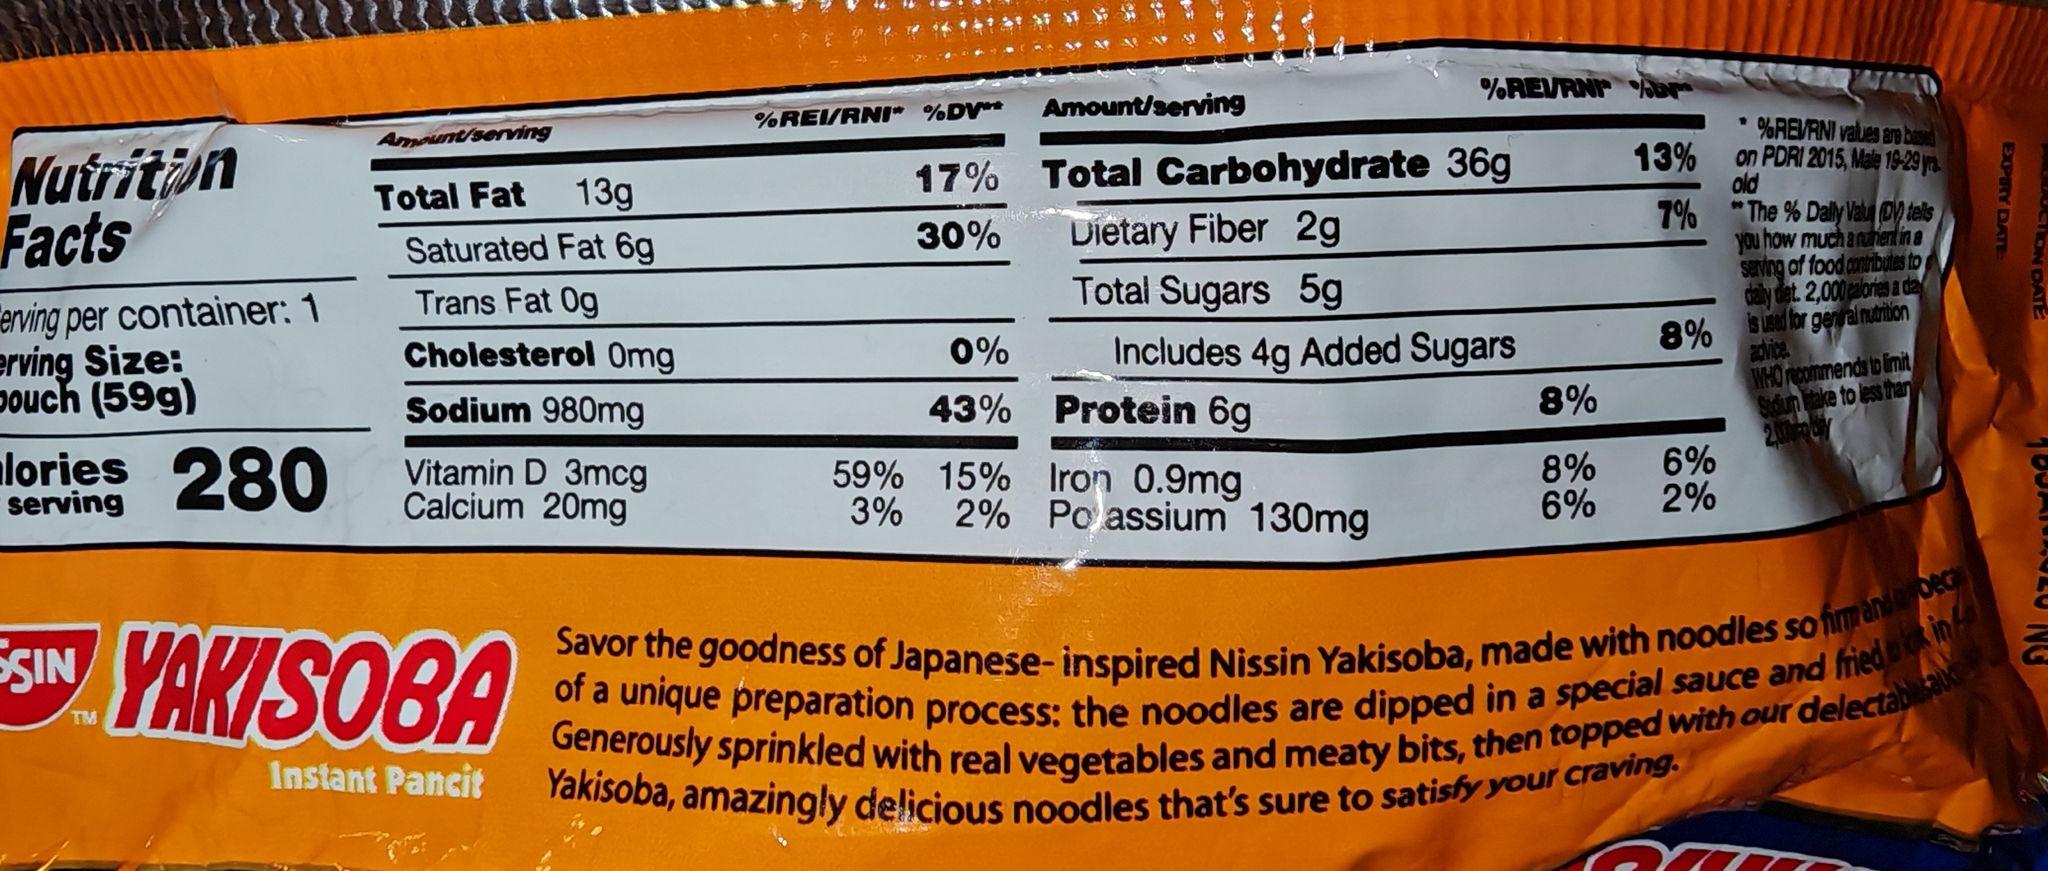 Nutrition
Facts
erving per container: 1
erving Size:
pouch (59g)
alories
serving
280
Amount/serving %REI/RNI* %DV**
Total Fat 13g 17%
Saturated Fat 6g 30%
Trans Fat 0g
Cholesterol 0mg 0%
Sodium 980mg 43%
Vitamin D 3mcg 59% 15%
Calcium 20mg 3% 2%
Amount/serving %REI/RNI* %DV**
Total Carbohydrate 36g 13%
Dietary Fiber 2g 7%
Total Sugars 5g
Includes 4g Added Sugars 8%
Protein 6g 8%
Iron 0.9mg 8% 6%
Potassium 130mg 6% 2%
* %REI/RNI values are based
on PDRI 2015, Male 19-29 yrs.
old
** The % Daily Value (DV) tells
you how much a nutrient in a
serving of food contributes to
daily diet. 2,000 calories a day
is used for general nutrition
advice.
WHO recommends to limit
Sodium intake to less than
EXPIRY DATE
SSIN
TM
YAKISOBA
Instant Pancit
Savor the goodness of Japanese- inspired Nissin Yakisoba, made with noodles so firm and
of a unique preparation process: the noodles are dipped in a special sauce and fried
Generously sprinkled with real vegetables and meaty bits, then topped with our delectable
Yakisoba, amazingly delicious noodles that's sure to satisfy your craving.